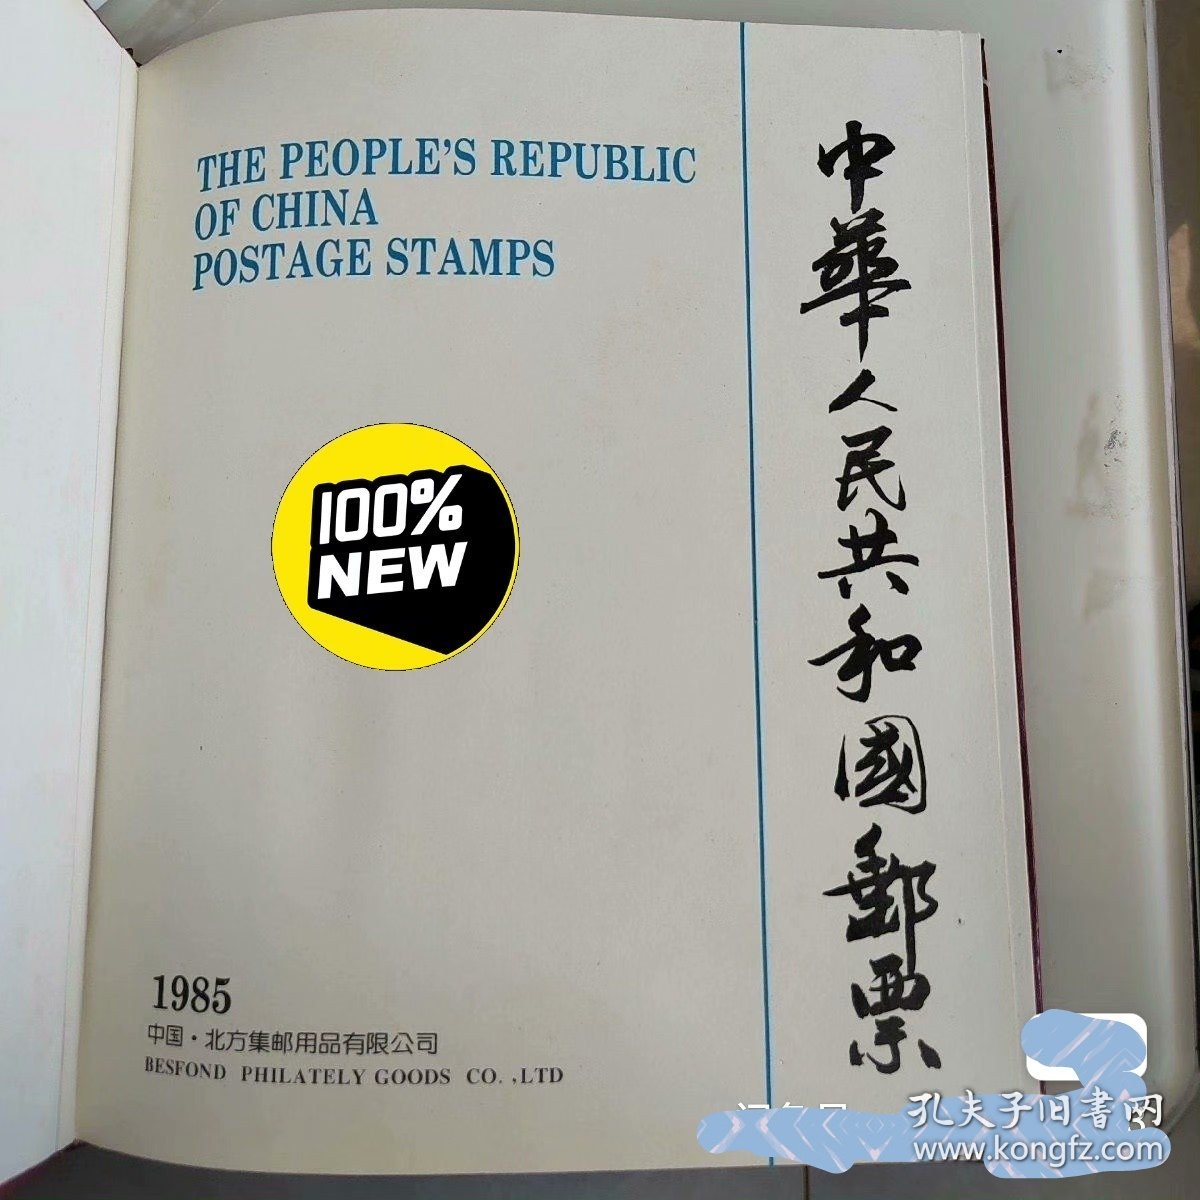 THE PEOPLE'S REPUBLIC
OF CHINA
POSTAGE STAMPS
100%
NEW
中華人民共和國郵票
1985
中国·北方集邮用品有限公司
BESFOND PHILATELY GOODS CO.,LTD
孔夫子旧書网
www.kongfz.com